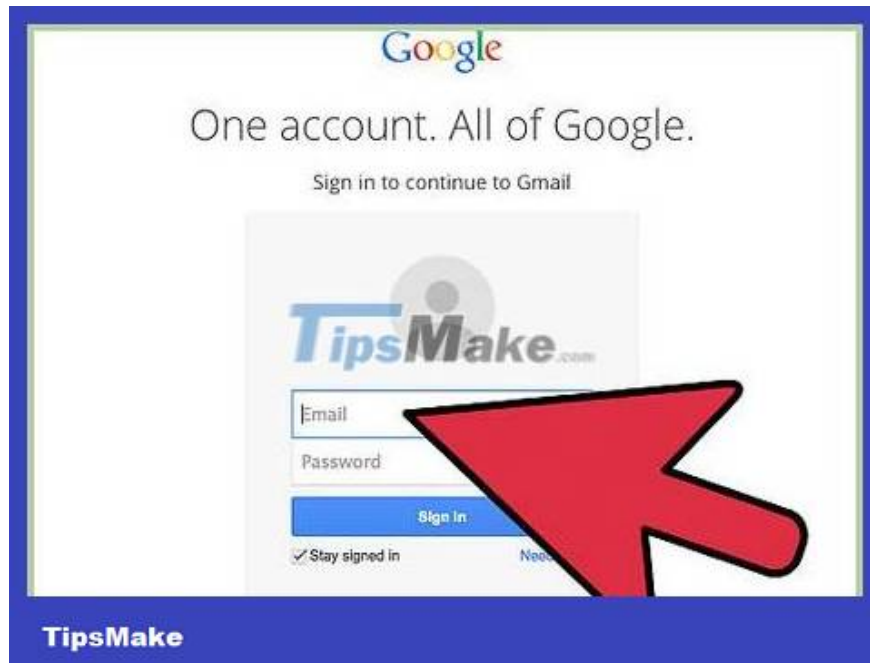 Google
One account. All of Google.
Sign in to continue to Gmail
TipsMake.com
Email
Password
Sign in
Stay signed in
TipsMake